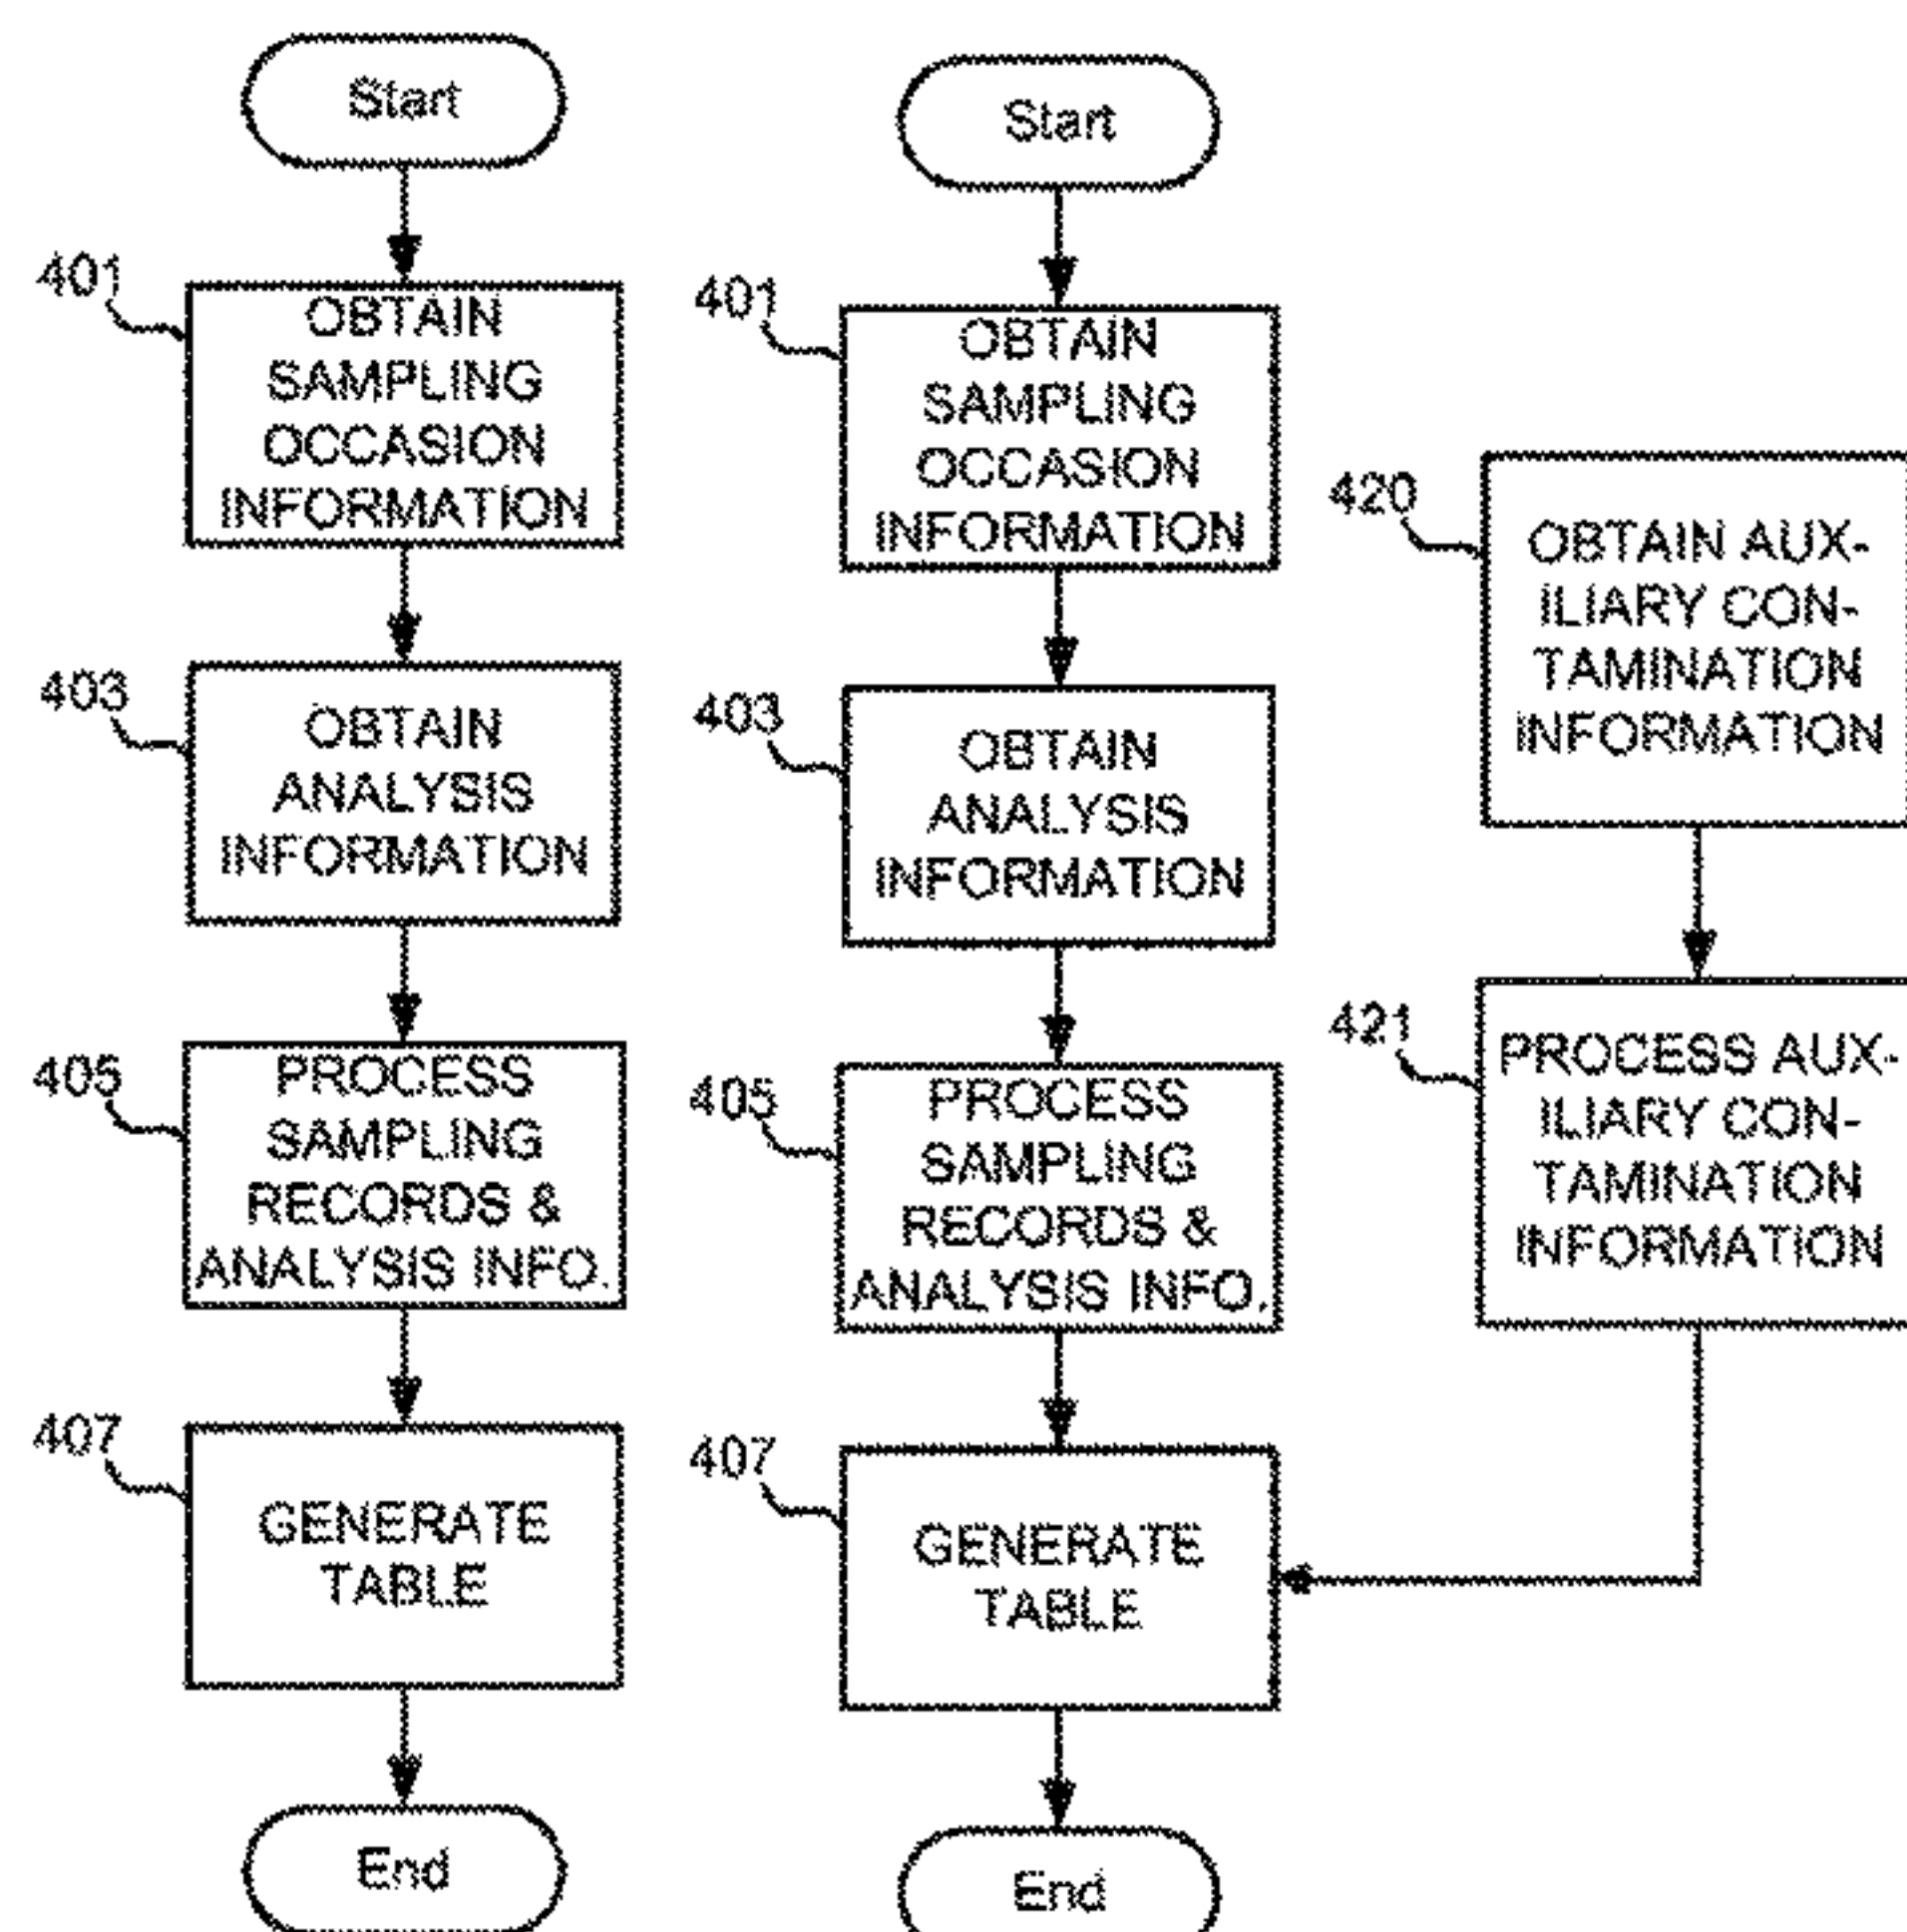 Start
401
OBTAIN
SAMPLING
OCCASION
INFORMATION
403
OBTAIN
ANALYSIS
INFORMATION
405
PROCESS
SAMPLING
RECORDS &
ANALYSIS INFO.
407
GENERATE
TABLE
End
Start
401
OBTAIN
SAMPLING
OCCASION
INFORMATION
403
OBTAIN
ANALYSIS
INFORMATION
405
PROCESS
SAMPLING
RECORDS &
ANALYSIS INFO.
407
GENERATE
TABLE
End
420
OBTAIN AUX-
ILIARY CON-
TAMINATION
INFORMATION
421
PROCESS AUX-
ILIARY CON-
TAMINATION
INFORMATION